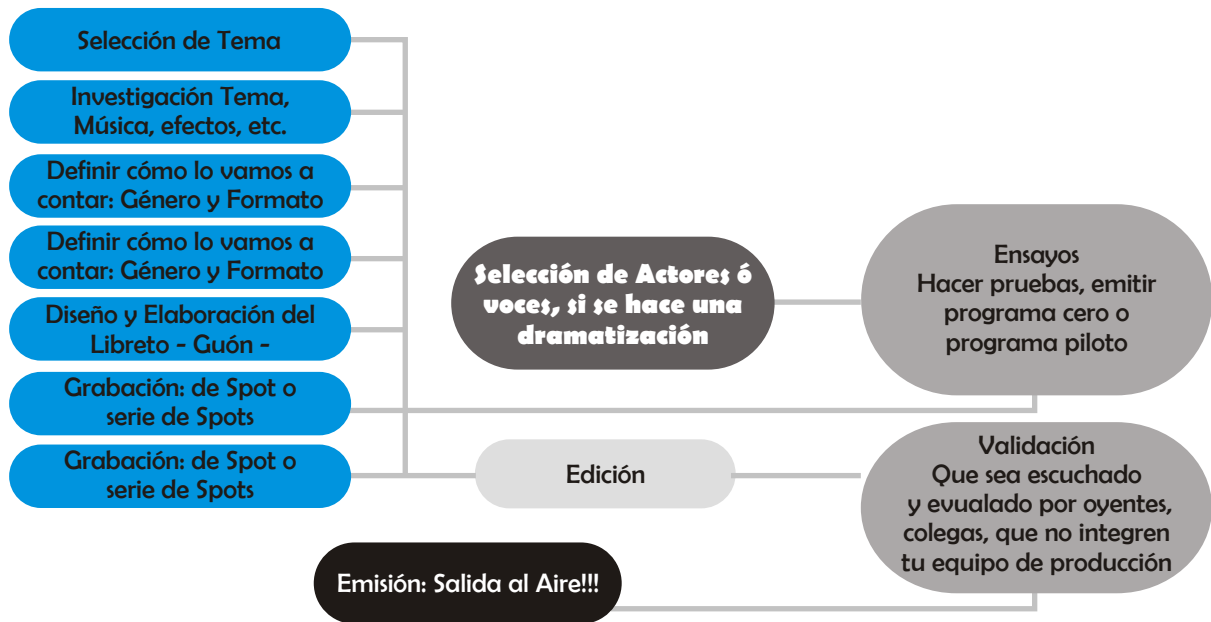 Selección de Tema
Investigación Tema,
Música, efectos, etc.
Definir cómo lo vamos a
contar: Género y Formato
Definir cómo lo vamos a
contar: Género y Formato
Diseño y Elaboración del
Libreto - Guón -
Grabación: de Spot o
serie de Spots
Grabación: de Spot o
serie de Spots
Selección de Actores ó
voces, si se hace una
dramatización
Ensayos
Hacer pruebas, emitir
programa cero o
programa piloto
Edición
Validación
Que sea escuchado
y evualado por oyentes,
colegas, que no integren
tu equipo de producción
Emisión: Salida al Aire!!!